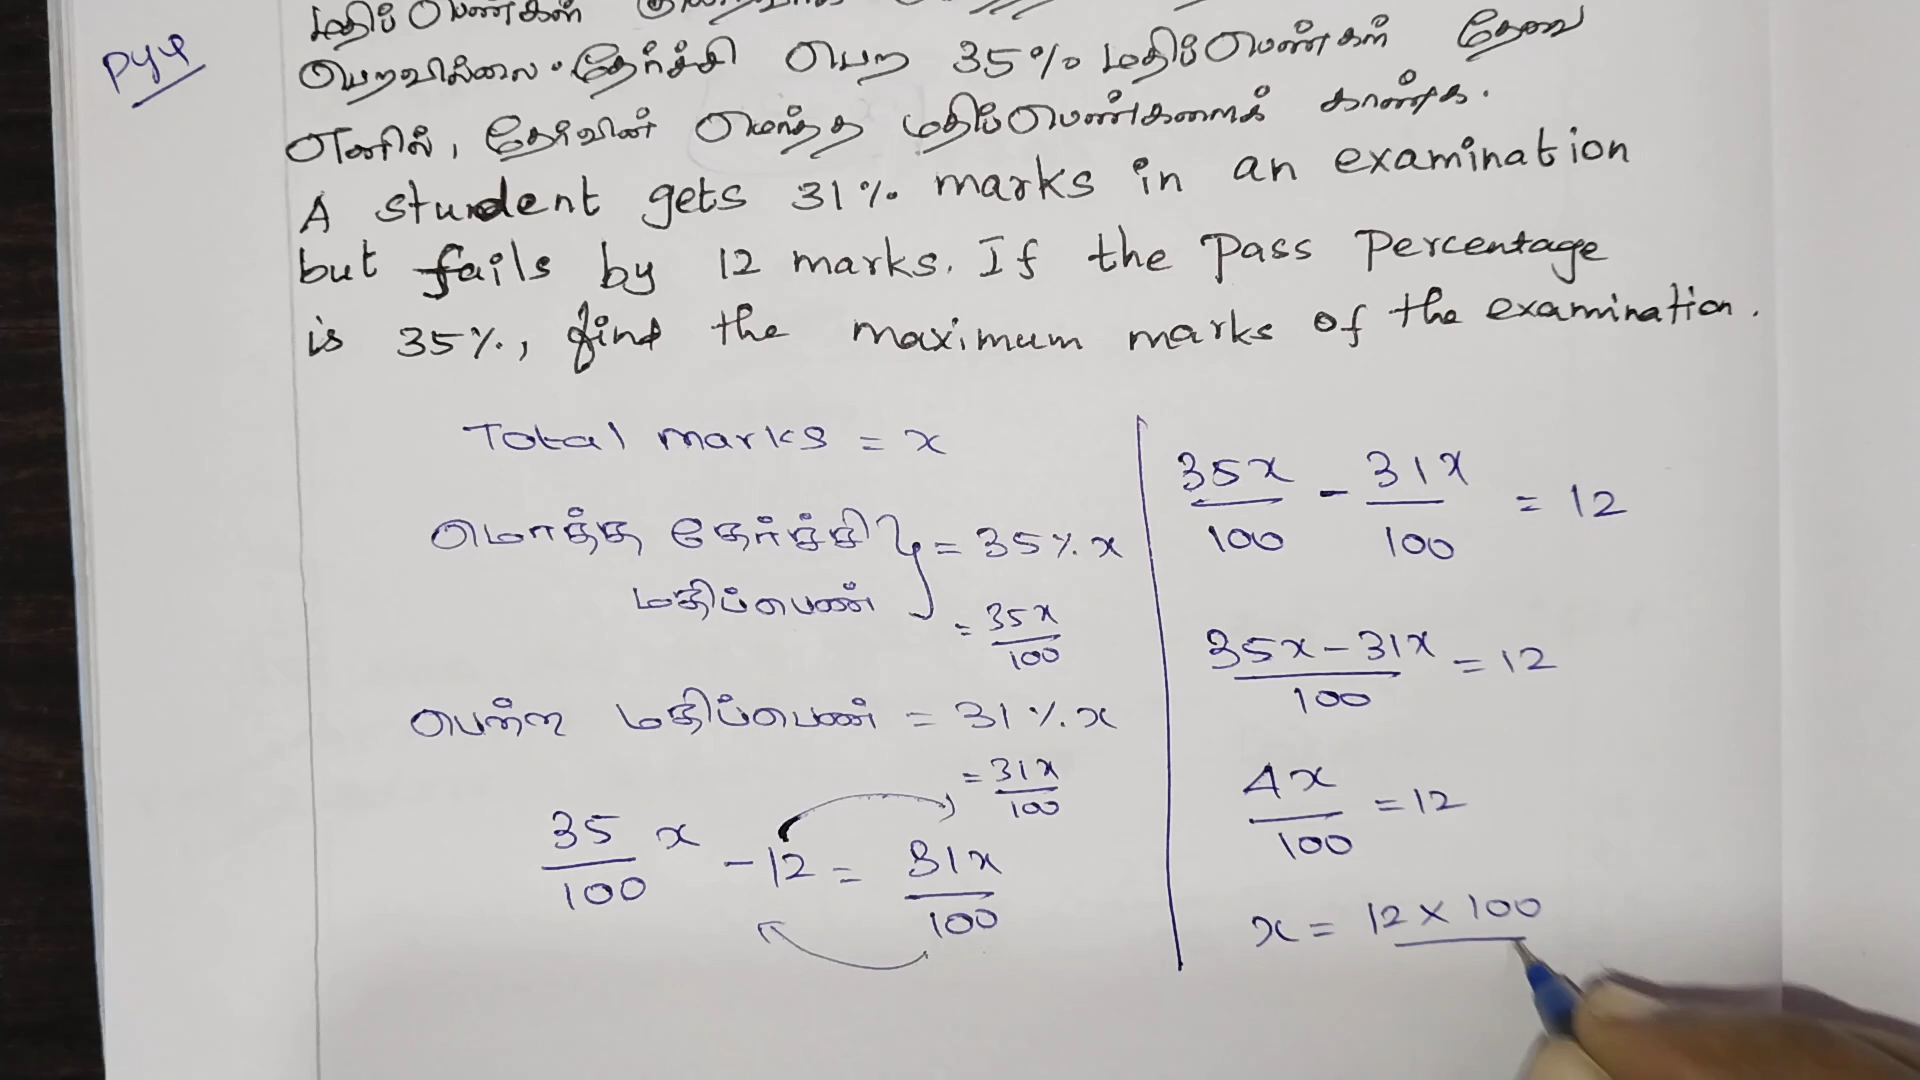 PYQ
மதிப்பெண்கள்
பெறவில்லை. தேர்ச்சி பெற 35% மதிப்பெண்கள் தேவை
எனில், தேர்வின் மொத்த மதிப்பெண்களைக் காண்க.
A student gets 31% marks in an examination
but fails by 12 marks. If the pass percentage
is 35%, find the maximum marks of the examination.
Total marks = x
மொத்த தேர்ச்சி
மதிப்பெண் } = 35% x
= 35x/100
பெற்ற மதிப்பெண் = 31% x
= 31x/100
35/100 x - 12 = 31x/100
35x/100 - 31x/100 = 12
35x - 31x/100 = 12
4x/100 = 12
x = 12 × 100